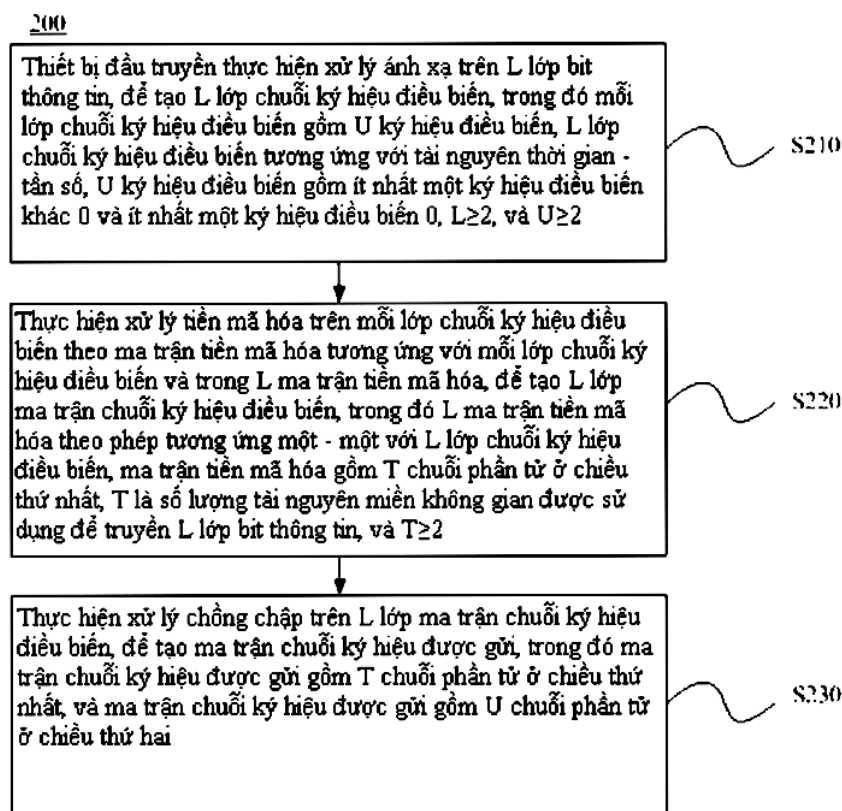 200
Thiết bị đầu truyền thực hiện xử lý ánh xạ trên L lớp bit
thông tin, để tạo L lớp chuỗi ký hiệu điều biến, trong đó mỗi
lớp chuỗi ký hiệu điều biến gồm U ký hiệu điều biến, L lớp
chuỗi ký hiệu điều biến tương ứng với tài nguyên thời gian -
tần số, U ký hiệu điều biến gồm ít nhất một ký hiệu điều biến
khác 0 và ít nhất một ký hiệu điều biến 0, L≥2, và U≥2
S210
Thực hiện xử lý tiền mã hóa trên mỗi lớp chuỗi ký hiệu điều
biến theo ma trận tiền mã hóa tương ứng với mỗi lớp chuỗi ký
hiệu điều biến và trong L ma trận tiền mã hóa, để tạo L lớp
ma trận chuỗi ký hiệu điều biến, trong đó L ma trận tiền mã
hóa theo phép tương ứng một - một với L lớp chuỗi ký hiệu
điều biến, ma trận tiền mã hóa gồm T chuỗi phần tử ở chiều
thứ nhất, T là số lượng tài nguyên miền không gian được sử
dụng để truyền L lớp bit thông tin, và T≥2
S220
Thực hiện xử lý chồng chập trên L lớp ma trận chuỗi ký hiệu
điều biến, để tạo ma trận chuỗi ký hiệu được gửi, trong đó ma
trận chuỗi ký hiệu được gửi gồm T chuỗi phần tử ở chiều thứ
nhất, và ma trận chuỗi ký hiệu được gửi gồm U chuỗi phần tử
ở chiều thứ hai
S230